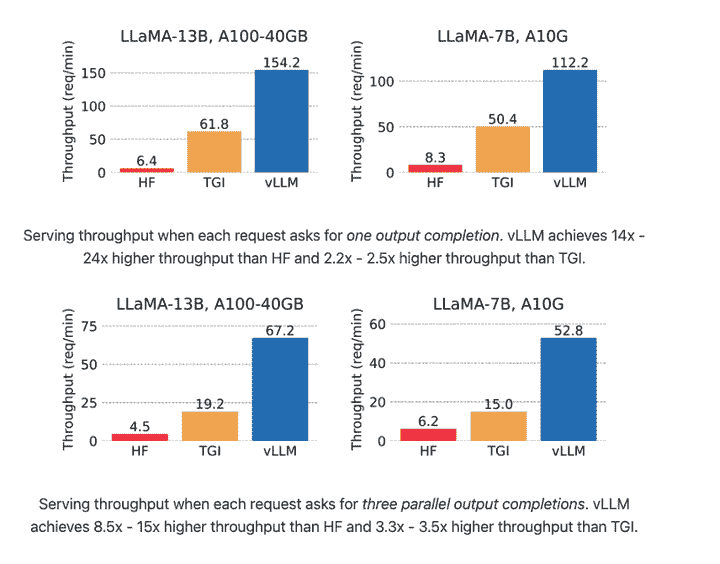 LLaMA-13B, A100-40GB
Throughput (req/min)
150
100
50
0
6.4
61.8
154.2
HF
TGI
vLLM
LLaMA-7B, A10G
Throughput (req/min)
100
50
0
8.3
50.4
112.2
HF
TGI
vLLM
Serving throughput when each request asks for one output completion. vLLM achieves 14x -
24x higher throughput than HF and 2.2x - 2.5x higher throughput than TGI.
LLaMA-13B, A100-40GB
Throughput (req/min)
75
50
25
0
4.5
19.2
67.2
HF
TGI
vLLM
LLaMA-7B, A10G
Throughput (req/min)
60
40
20
0
6.2
15.0
52.8
HF
TGI
vLLM
Serving throughput when each request asks for three parallel output completions. vLLM
achieves 8.5x - 15x higher throughput than HF and 3.3x - 3.5x higher throughput than TGI.